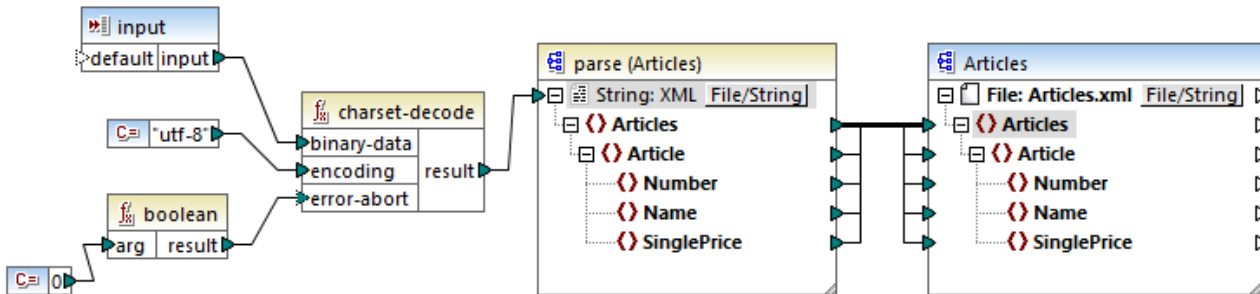 input
default input
C= "utf-8"
charset-decode
binary-data
encoding result
error-abort
boolean
arg result
C= 0
parse (Articles)
String: XML File/String
Articles
Article
Number
Name
SinglePrice
Articles
File: Articles.xml File/String
Articles
Article
Number
Name
SinglePrice